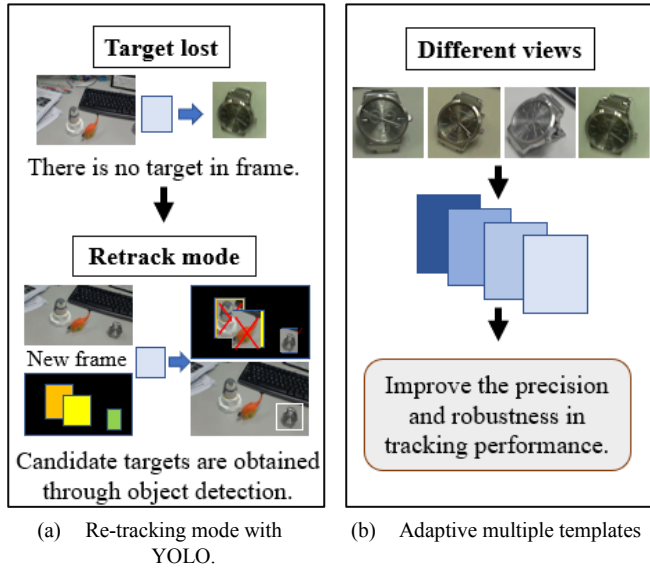 Target lost
There is no target in frame.
Retrack mode
New frame
Candidate targets are obtained
through object detection.
(a) Re-tracking mode with
YOLO.
Different views
Improve the precision
and robustness in
tracking performance.
(b) Adaptive multiple templates